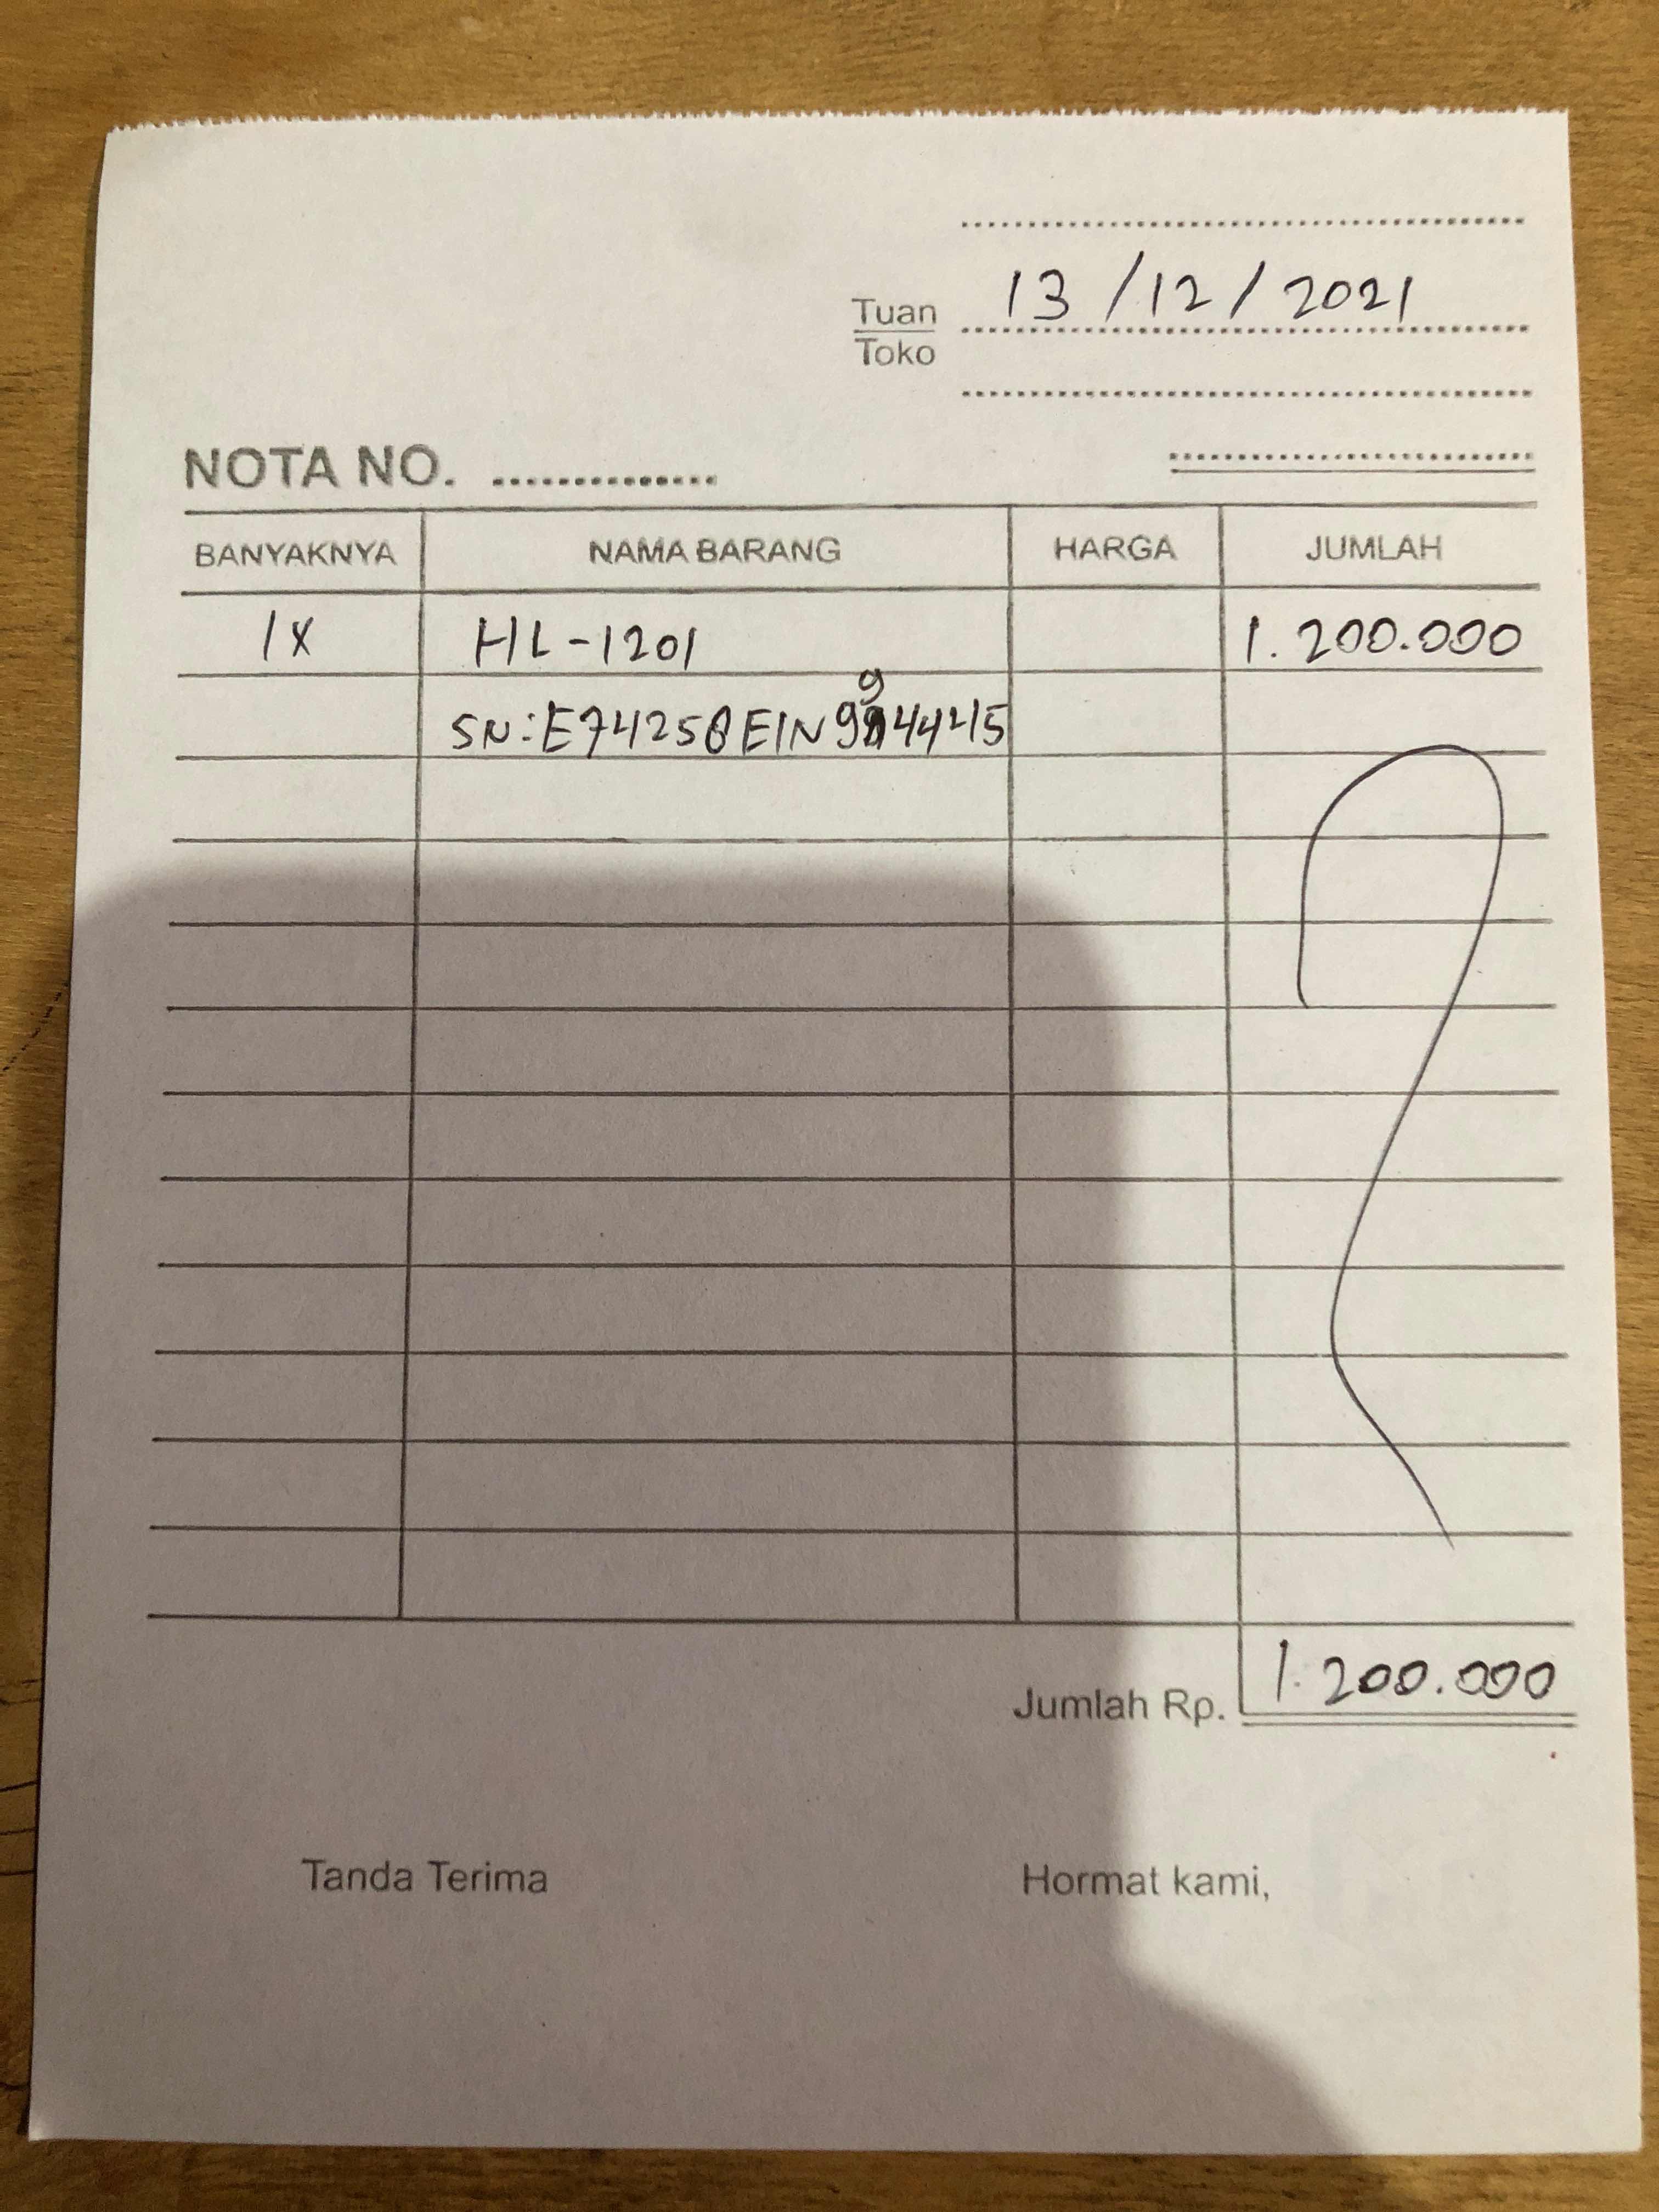 13/12/2021
Tuan
Toko
NOTA NO. ..............
BANYAKNYA NAMA BARANG HARGA JUMLAH
1X HL-1201 1.200.000
9
Jumlah Rp. 1.200.000
Tanda Terima Hormat kami,